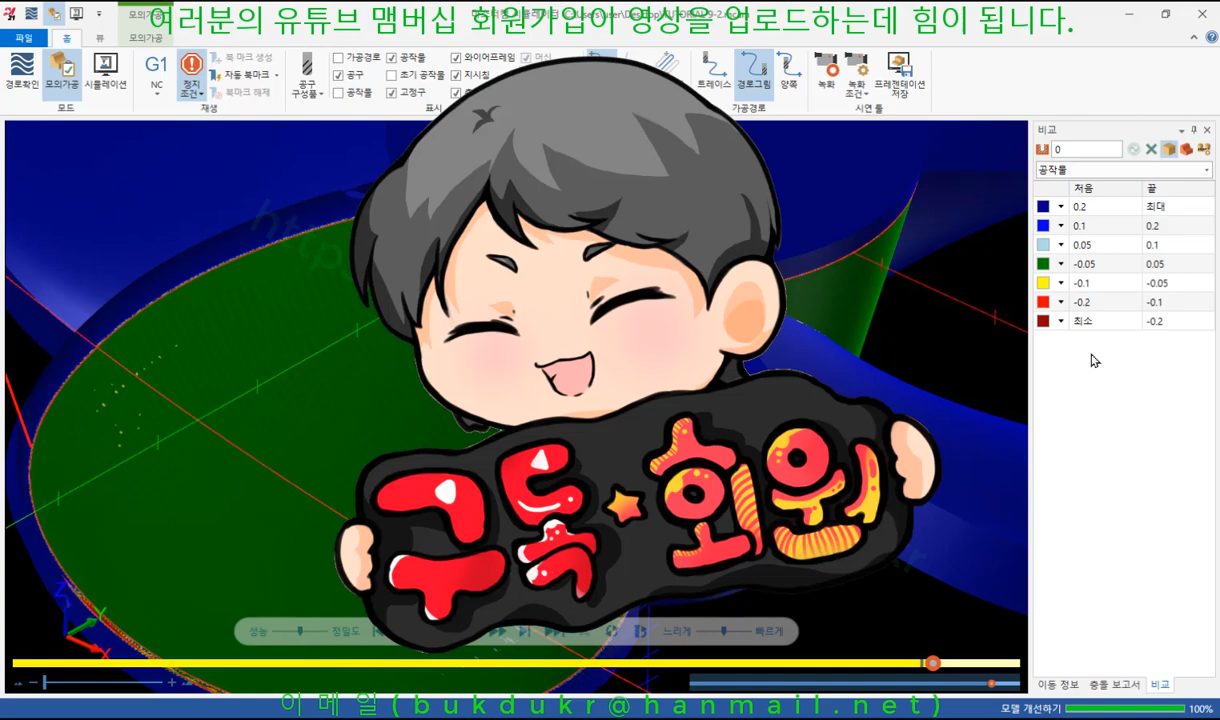 여러분의 유튜브 맴버십 회원가입이 영상을 업로드하는데 힘이 됩니다.
파일 홈 뷰 모의가공
모의가공
경로확인 모의가공 시뮬레이션
모드
G1
NC
정지
조건
북 마크 생성
자동 북마크
북마크 해제
재생
공구
구성품
가공경로 공작물 와이어프레임 머신
공구 초기 공작물 지시침
공작물 고정구
표시
트레이스 경로그림 양쪽
가공경로
녹화 녹화
조건
프레젠테이션
저장
시연 툴
비교
0
공작물
처음 끝
0.2 최대
0.1 0.2
0.05 0.1
-0.05 0.05
-0.1 -0.05
-0.2 -0.1
최소 -0.2
구독 회원
성능 정밀도 느리게 빠르게
Y
X
이동 정보 충돌 보고서 비교
이 메 일 (bukdukr@hanmail.net)
모델 개선하기 100%